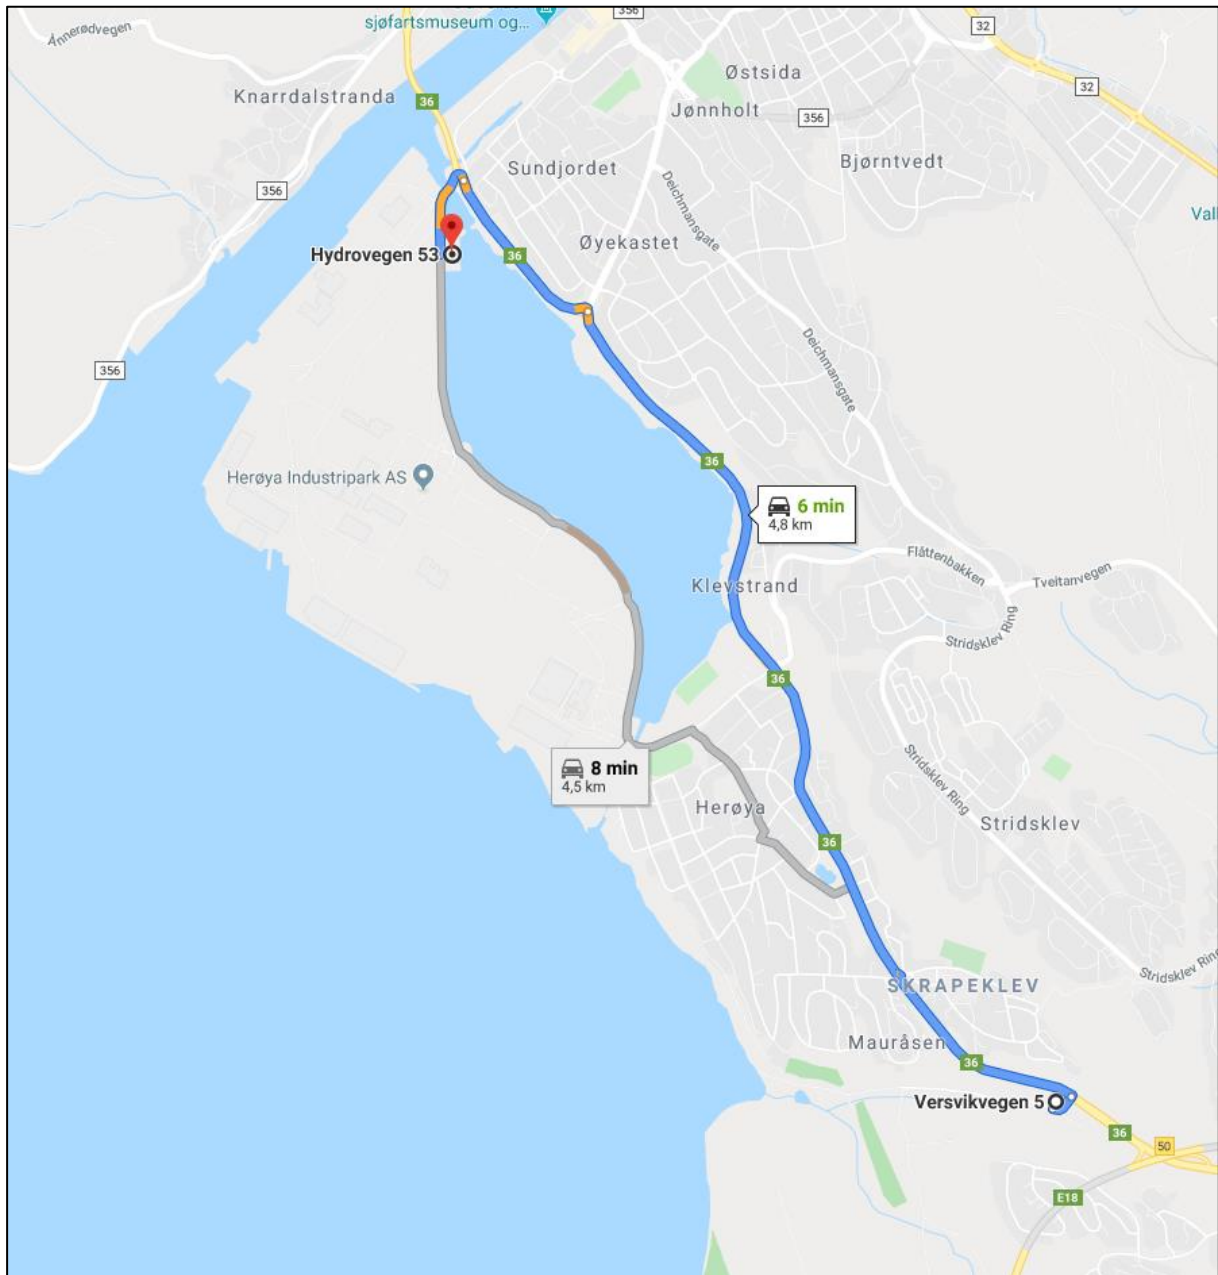 sjøfartsmuseum og...
356
32
Ånnerødvegen
Østsida
32
Knarrdalstranda
36
Jønnholt
356
Bjørntvedt
Sundjordet
Deichmansgate
356
Vall
Øyekastet
Hydrovegen 53
36
356
Deichmansgate
36
Herøya Industripark AS
6 min
4,8 km
Flåttenbakken
Tveitanvegen
Klevstrand
Stridsklev Ring
36
8 min
4,5 km
Stridsklev Ring
Herøya
Stridsklev
36
Stridsklev Ring
SKRAPEKLEV
Mauråsen
36
Versvikvegen 5
36
50
E18